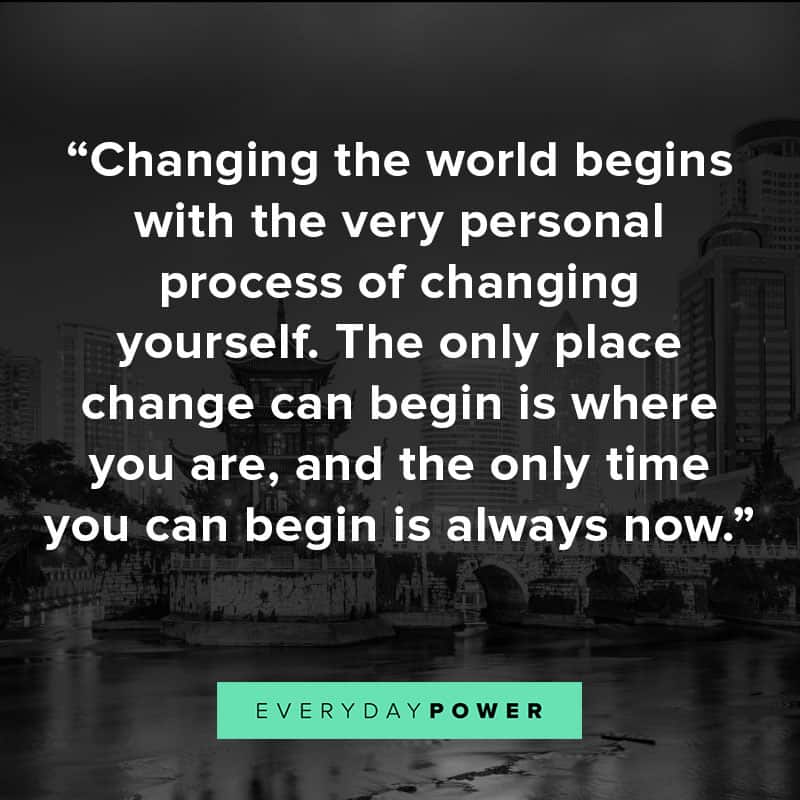 “Changing the world begins
with the very personal
process of changing
yourself. The only place
change can begin is where
you are, and the only time
you can begin is always now.”
EVERYDAYPOWER